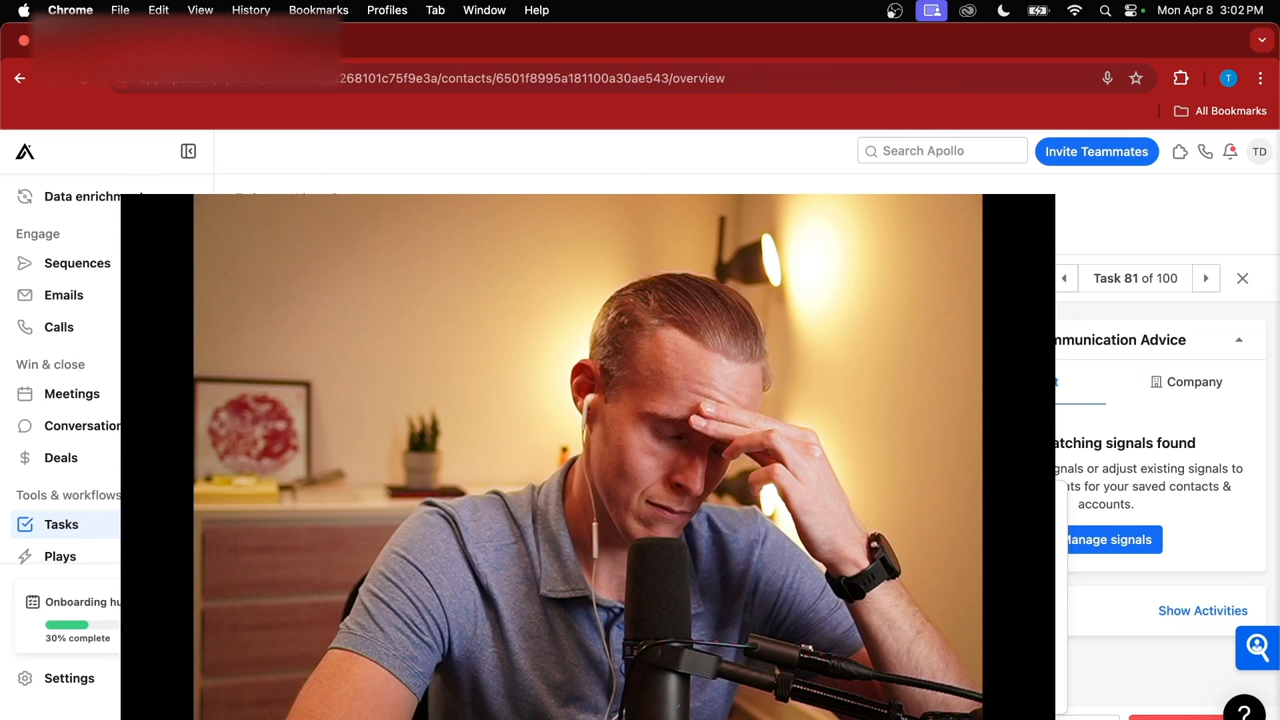 Chrome File Edit View History Bookmarks Profiles Tab Window Help Mon Apr 8 3:02 PM
268101c75f9e3a/contacts/6501f8995a181100a30ae543/overview T
All Bookmarks
Search Apollo Invite Teammates TD
Data enrichm
Engage
Sequences
Emails
Calls
Win & close
Meetings
Conversation
Deals
Tools & workflows
Tasks
Plays
Onboarding hu
30% complete
Settings
Task 81 of 100
mmunication Advice
Company
atching signals found
gnals or adjust existing signals to
nts for your saved contacts &
accounts.
Manage signals
Show Activities
?